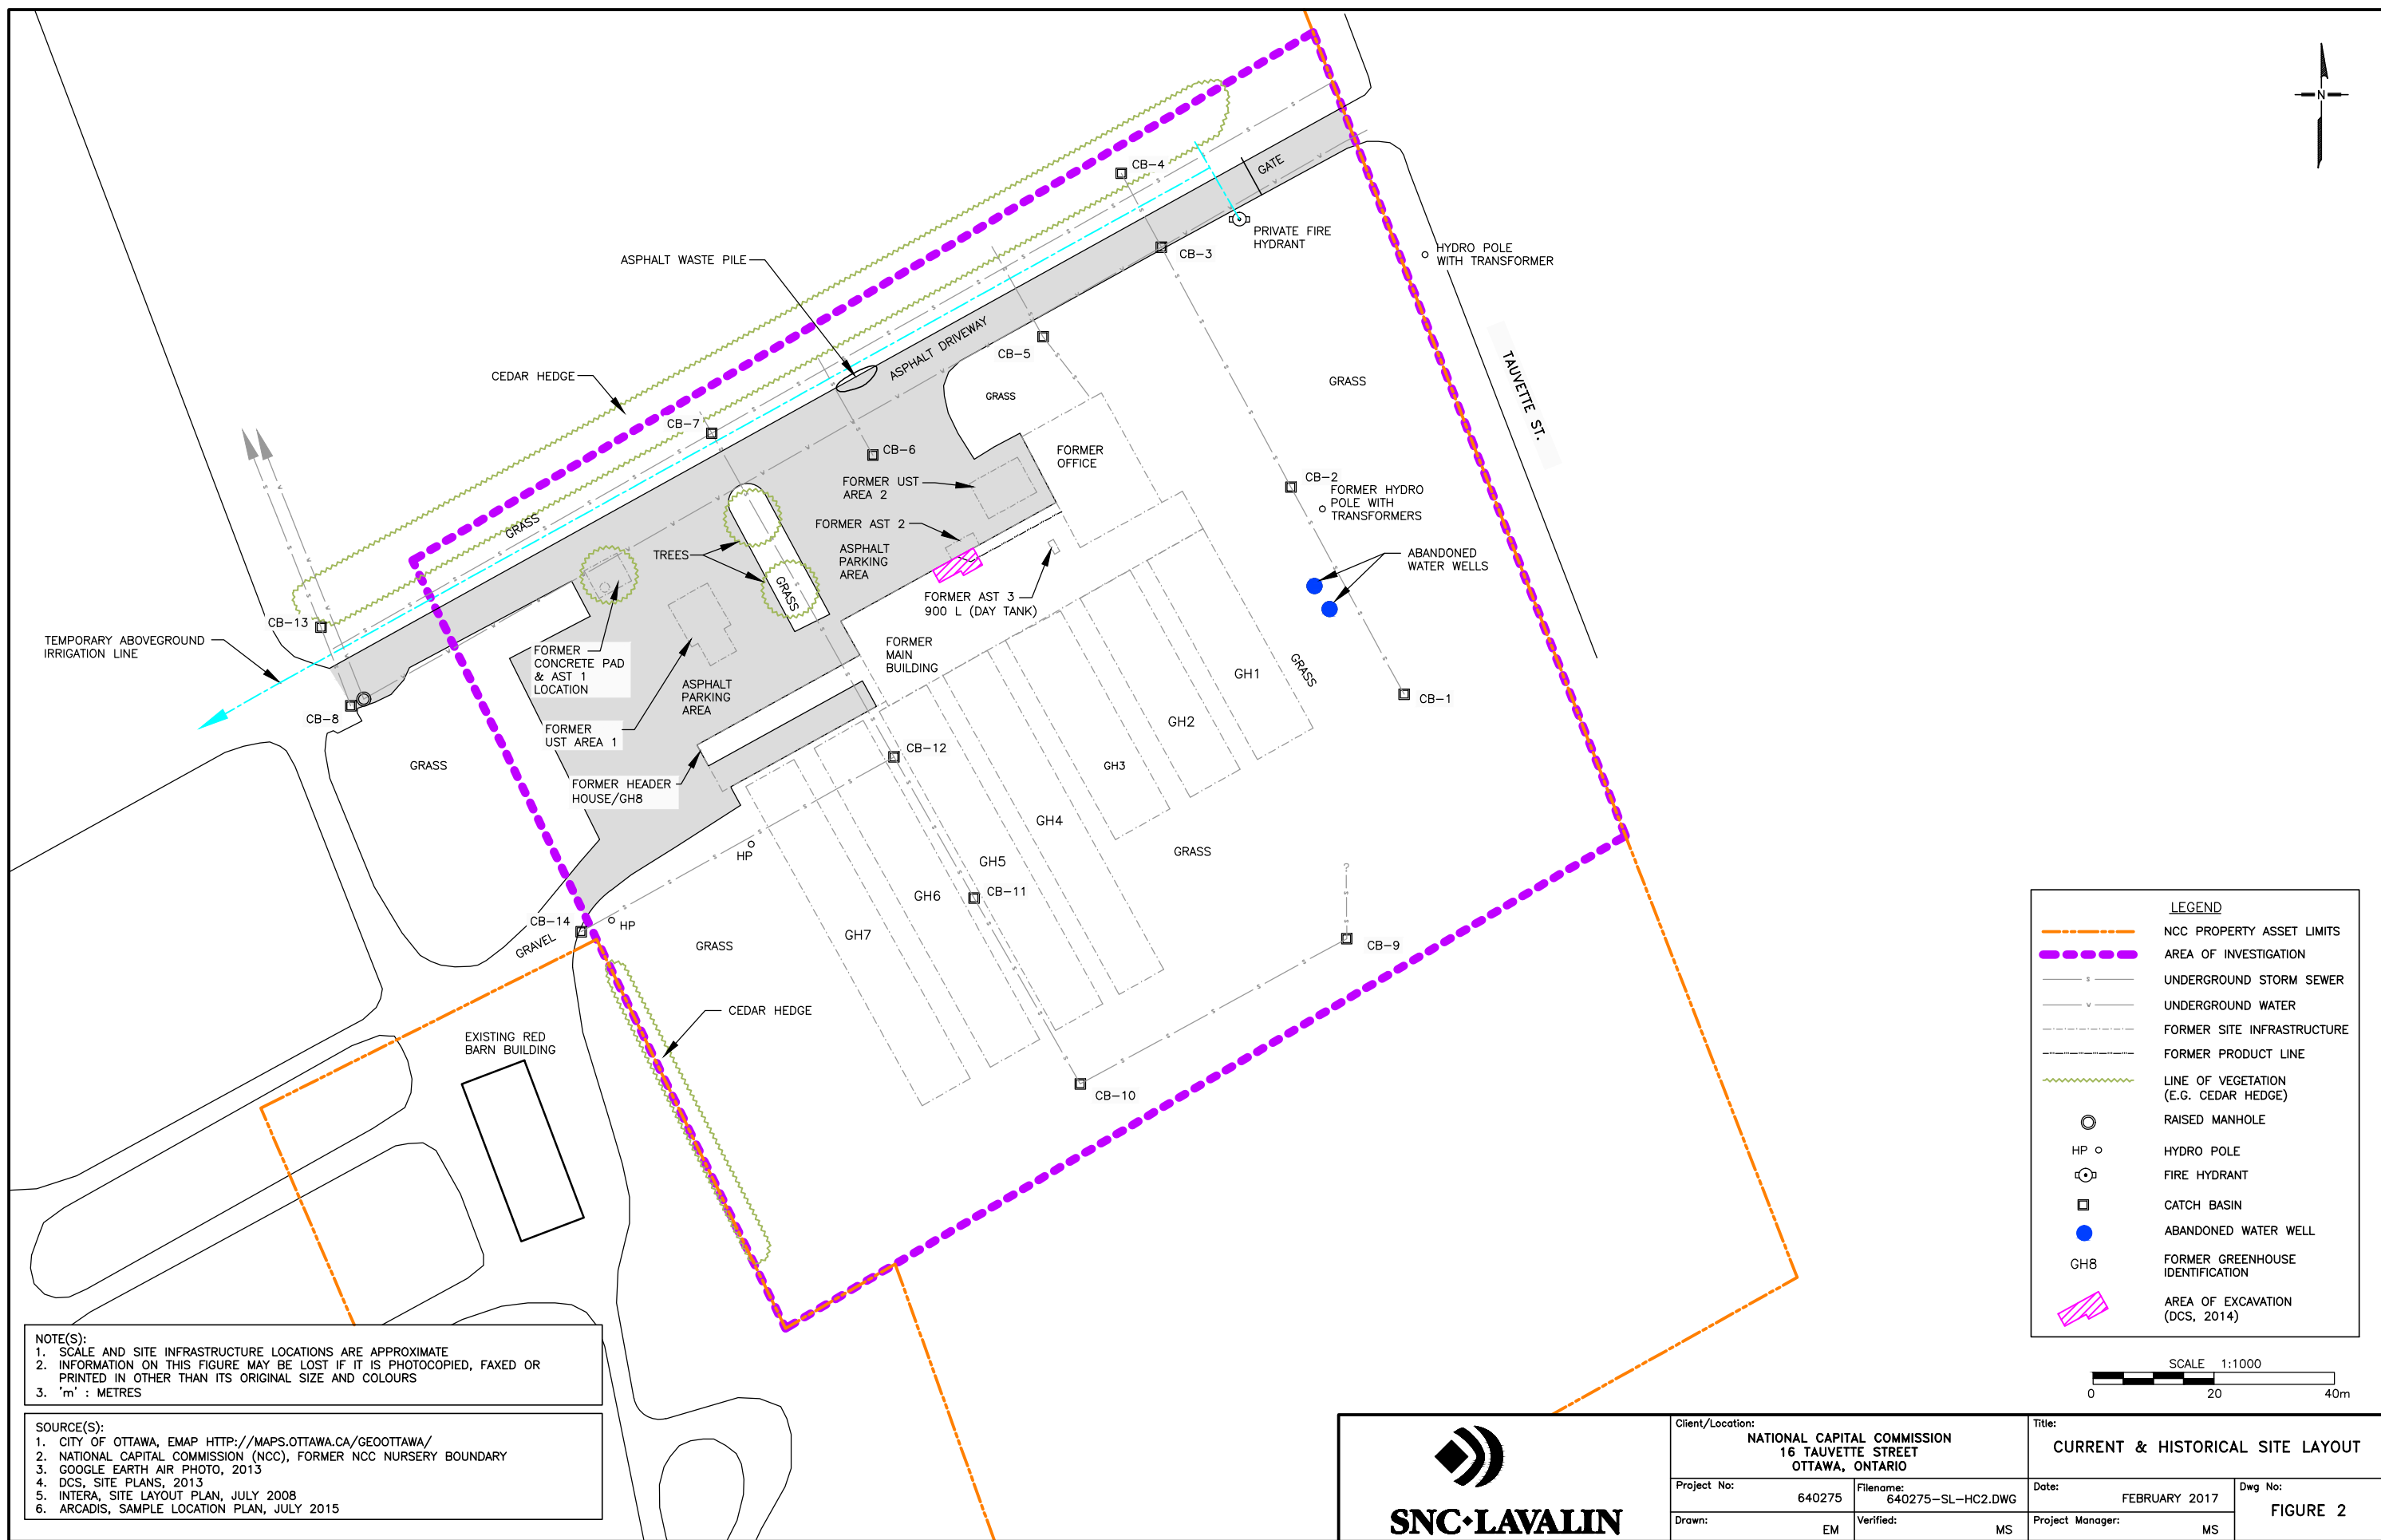 N
CB-4
GATE
PRIVATE FIRE
HYDRANT
CB-3
HYDRO POLE
WITH TRANSFORMER
ASPHALT WASTE PILE
TAUVETTE ST.
ASPHALT DRIVEWAY
CB-5
GRASS
CEDAR HEDGE
GRASS
CB-7
CB-6
FORMER
OFFICE
FORMER UST
AREA 2
CB-2
FORMER HYDRO
POLE WITH
TRANSFORMERS
GRASS
FORMER AST 2
TREES
ASPHALT
PARKING
AREA
ABANDONED
WATER WELLS
GRASS
FORMER AST 3
900 L (DAY TANK)
CB-13
TEMPORARY ABOVEGROUND
IRRIGATION LINE
FORMER
CONCRETE PAD
& AST 1
LOCATION
FORMER
MAIN
BUILDING
GRASS
GH1
ASPHALT
PARKING
AREA
CB-1
CB-8
FORMER
UST AREA 1
GH2
CB-12
GRASS
GH3
FORMER HEADER
HOUSE/GH8
GH4
HP
GRASS
GH5
?
CB-11
GH6
CB-14
HP
GH7
GRAVEL
GRASS
CB-9
CEDAR HEDGE
EXISTING RED
BARN BUILDING
CB-10
LEGEND
NCC PROPERTY ASSET LIMITS
AREA OF INVESTIGATION
S UNDERGROUND STORM SEWER
W UNDERGROUND WATER
FORMER SITE INFRASTRUCTURE
FORMER PRODUCT LINE
LINE OF VEGETATION
(E.G. CEDAR HEDGE)
RAISED MANHOLE
HP HYDRO POLE
FIRE HYDRANT
CATCH BASIN
ABANDONED WATER WELL
GH8 FORMER GREENHOUSE
IDENTIFICATION
AREA OF EXCAVATION
(DCS, 2014)
SCALE 1:1000
0 20 40m
NOTE(S):
1. SCALE AND SITE INFRASTRUCTURE LOCATIONS ARE APPROXIMATE
2. INFORMATION ON THIS FIGURE MAY BE LOST IF IT IS PHOTOCOPIED, FAXED OR
PRINTED IN OTHER THAN ITS ORIGINAL SIZE AND COLOURS
3. 'm' : METRES
SOURCE(S):
1. CITY OF OTTAWA, EMAP HTTP://MAPS.OTTAWA.CA/GEOOTTAWA/
2. NATIONAL CAPITAL COMMISSION (NCC), FORMER NCC NURSERY BOUNDARY
3. GOOGLE EARTH AIR PHOTO, 2013
4. DCS, SITE PLANS, 2013
5. INTERA, SITE LAYOUT PLAN, JULY 2008
6. ARCADIS, SAMPLE LOCATION PLAN, JULY 2015
SNC•LAVALIN
Client/Location:
NATIONAL CAPITAL COMMISSION
16 TAUVETTE STREET
OTTAWA, ONTARIO
Title:
CURRENT & HISTORICAL SITE LAYOUT
Project No: 640275
Filename: 640275-SL-HC2.DWG
Date: FEBRUARY 2017
Dwg No: FIGURE 2
Drawn: EM
Verified: MS
Project Manager: MS